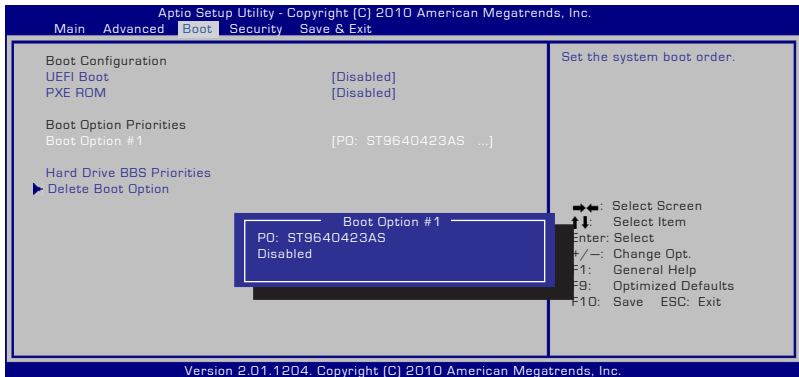 Aptio Setup Utility - Copyright (C) 2010 American Megatrends, Inc.
Main Advanced Boot Security Save & Exit
Boot Configuration
UEFI Boot [Disabled]
PXE ROM [Disabled]
Boot Option Priorities
Boot Option #1 [P0: ST9640423AS ...]
Hard Drive BBS Priorities
Delete Boot Option
Boot Option #1
P0: ST9640423AS
Disabled
Set the system boot order.
→←: Select Screen
↑↓: Select Item
Enter: Select
+/—: Change Opt.
F1: General Help
F9: Optimized Defaults
F10: Save ESC: Exit
Version 2.01.1204. Copyright (C) 2010 American Megatrends, Inc.